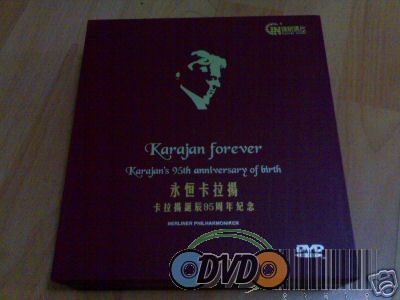 Karajan forever
Karajan's 95th anniversary of birth
永恒卡拉揚
卡拉揚誕辰95周年紀念
BERLINER PHILHARMONIKER
DVD
DVD